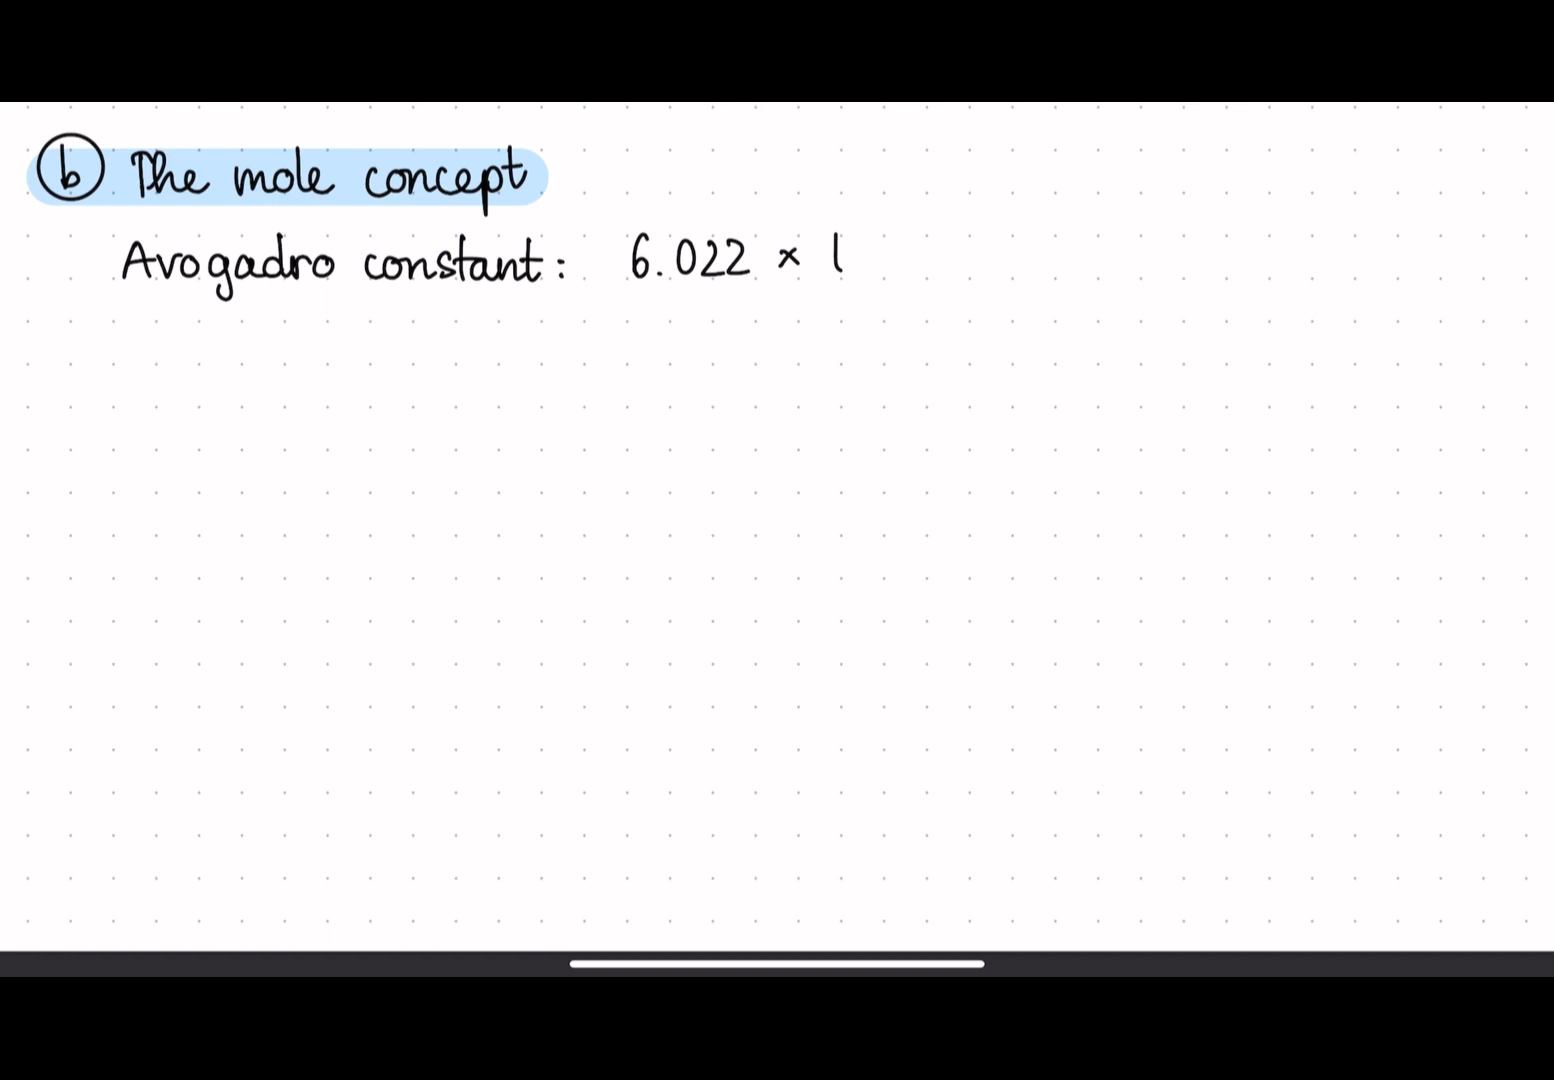 ⓑ The mole concept
Avogadro constant: 6.022 × 1